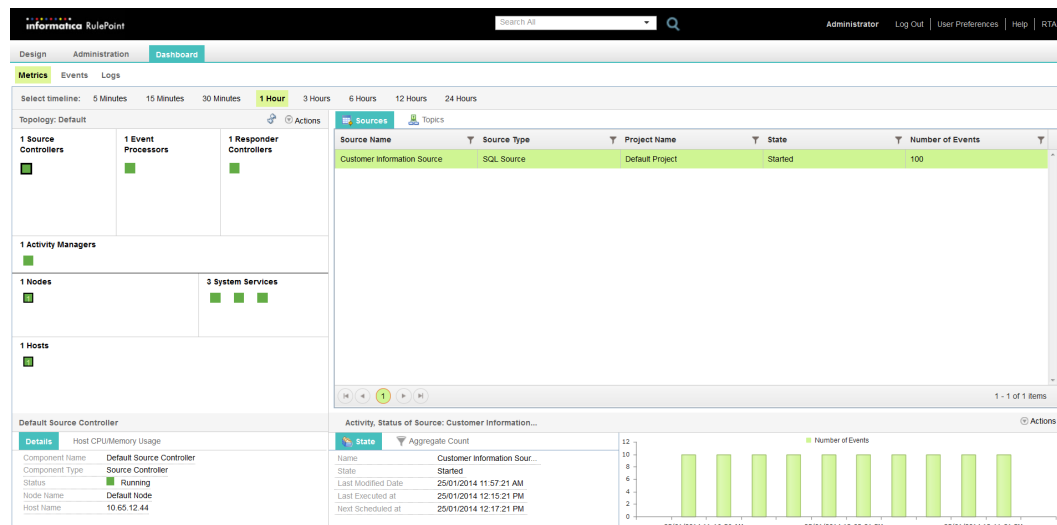 informatica RulePoint
Search All
Administrator Log Out User Preferences Help RTA
Design Administration Dashboard
Metrics Events Logs
Select timeline: 5 Minutes 15 Minutes 30 Minutes 1 Hour 3 Hours 6 Hours 12 Hours 24 Hours
Topology: Default Actions
1 Source Controllers
1 Event Processors
1 Responder Controllers
1 Activity Managers
1 Nodes
1
3 System Services
1 Hosts
1
Sources Topics
Source Name Source Type Project Name State Number of Events
Customer Information Source SQL Source Default Project Started 100
1
1 - 1 of 1 items
Default Source Controller
Details Host CPU/Memory Usage
Component Name Default Source Controller
Component Type Source Controller
Status Running
Node Name Default Node
Host Name 10.65.12.44
Activity, Status of Source: Customer Information...
Actions
State Aggregate Count
Name Customer Information Sour...
State Started
Last Modified Date 25/01/2014 11:57:21 AM
Last Executed at 25/01/2014 12:15:21 PM
Next Scheduled at 25/01/2014 12:17:21 PM
Number of Events
12
10
8
6
4
2
0